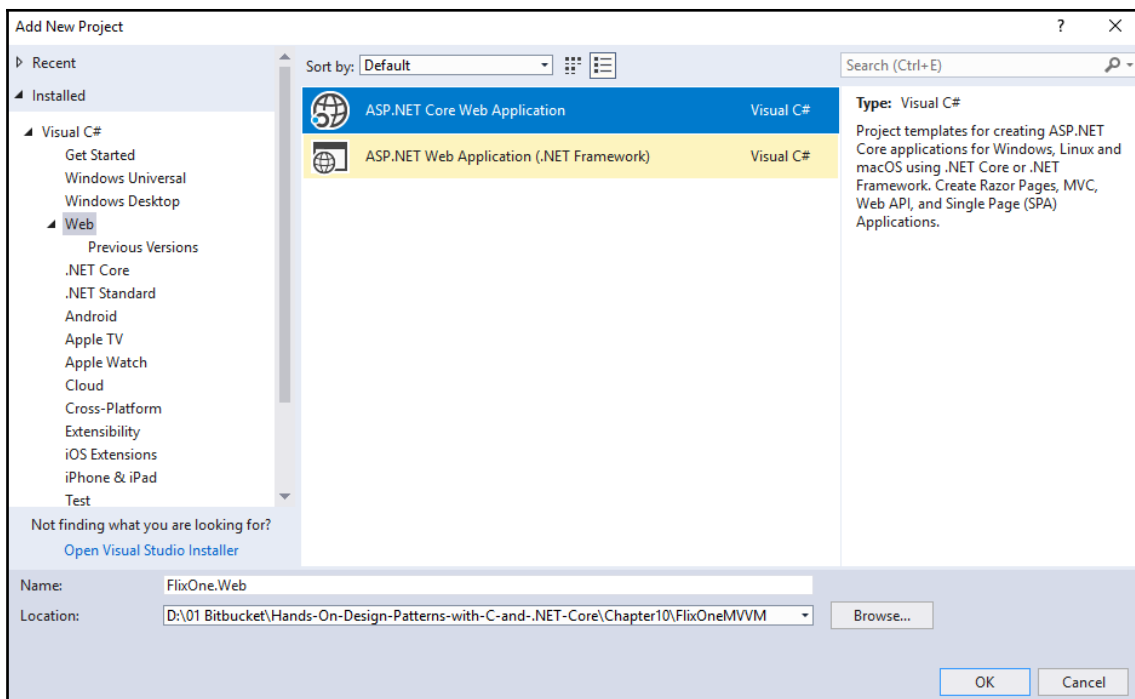 Add New Project
?
Recent
Installed
Visual C#
Get Started
Windows Universal
Windows Desktop
Web
Previous Versions
.NET Core
.NET Standard
Android
Apple TV
Apple Watch
Cloud
Cross-Platform
Extensibility
iOS Extensions
iPhone & iPad
Test
Not finding what you are looking for?
Open Visual Studio Installer
Sort by: Default
ASP.NET Core Web Application Visual C#
ASP.NET Web Application (.NET Framework) Visual C#
Search (Ctrl+E)
Type: Visual C#
Project templates for creating ASP.NET
Core applications for Windows, Linux and
macOS using .NET Core or .NET
Framework. Create Razor Pages, MVC,
Web API, and Single Page (SPA)
Applications.
Name: FlixOne.Web
Location: D:\01 Bitbucket\Hands-On-Design-Patterns-with-C-and-.NET-Core\Chapter10\FlixOneMVVM
Browse...
OK
Cancel